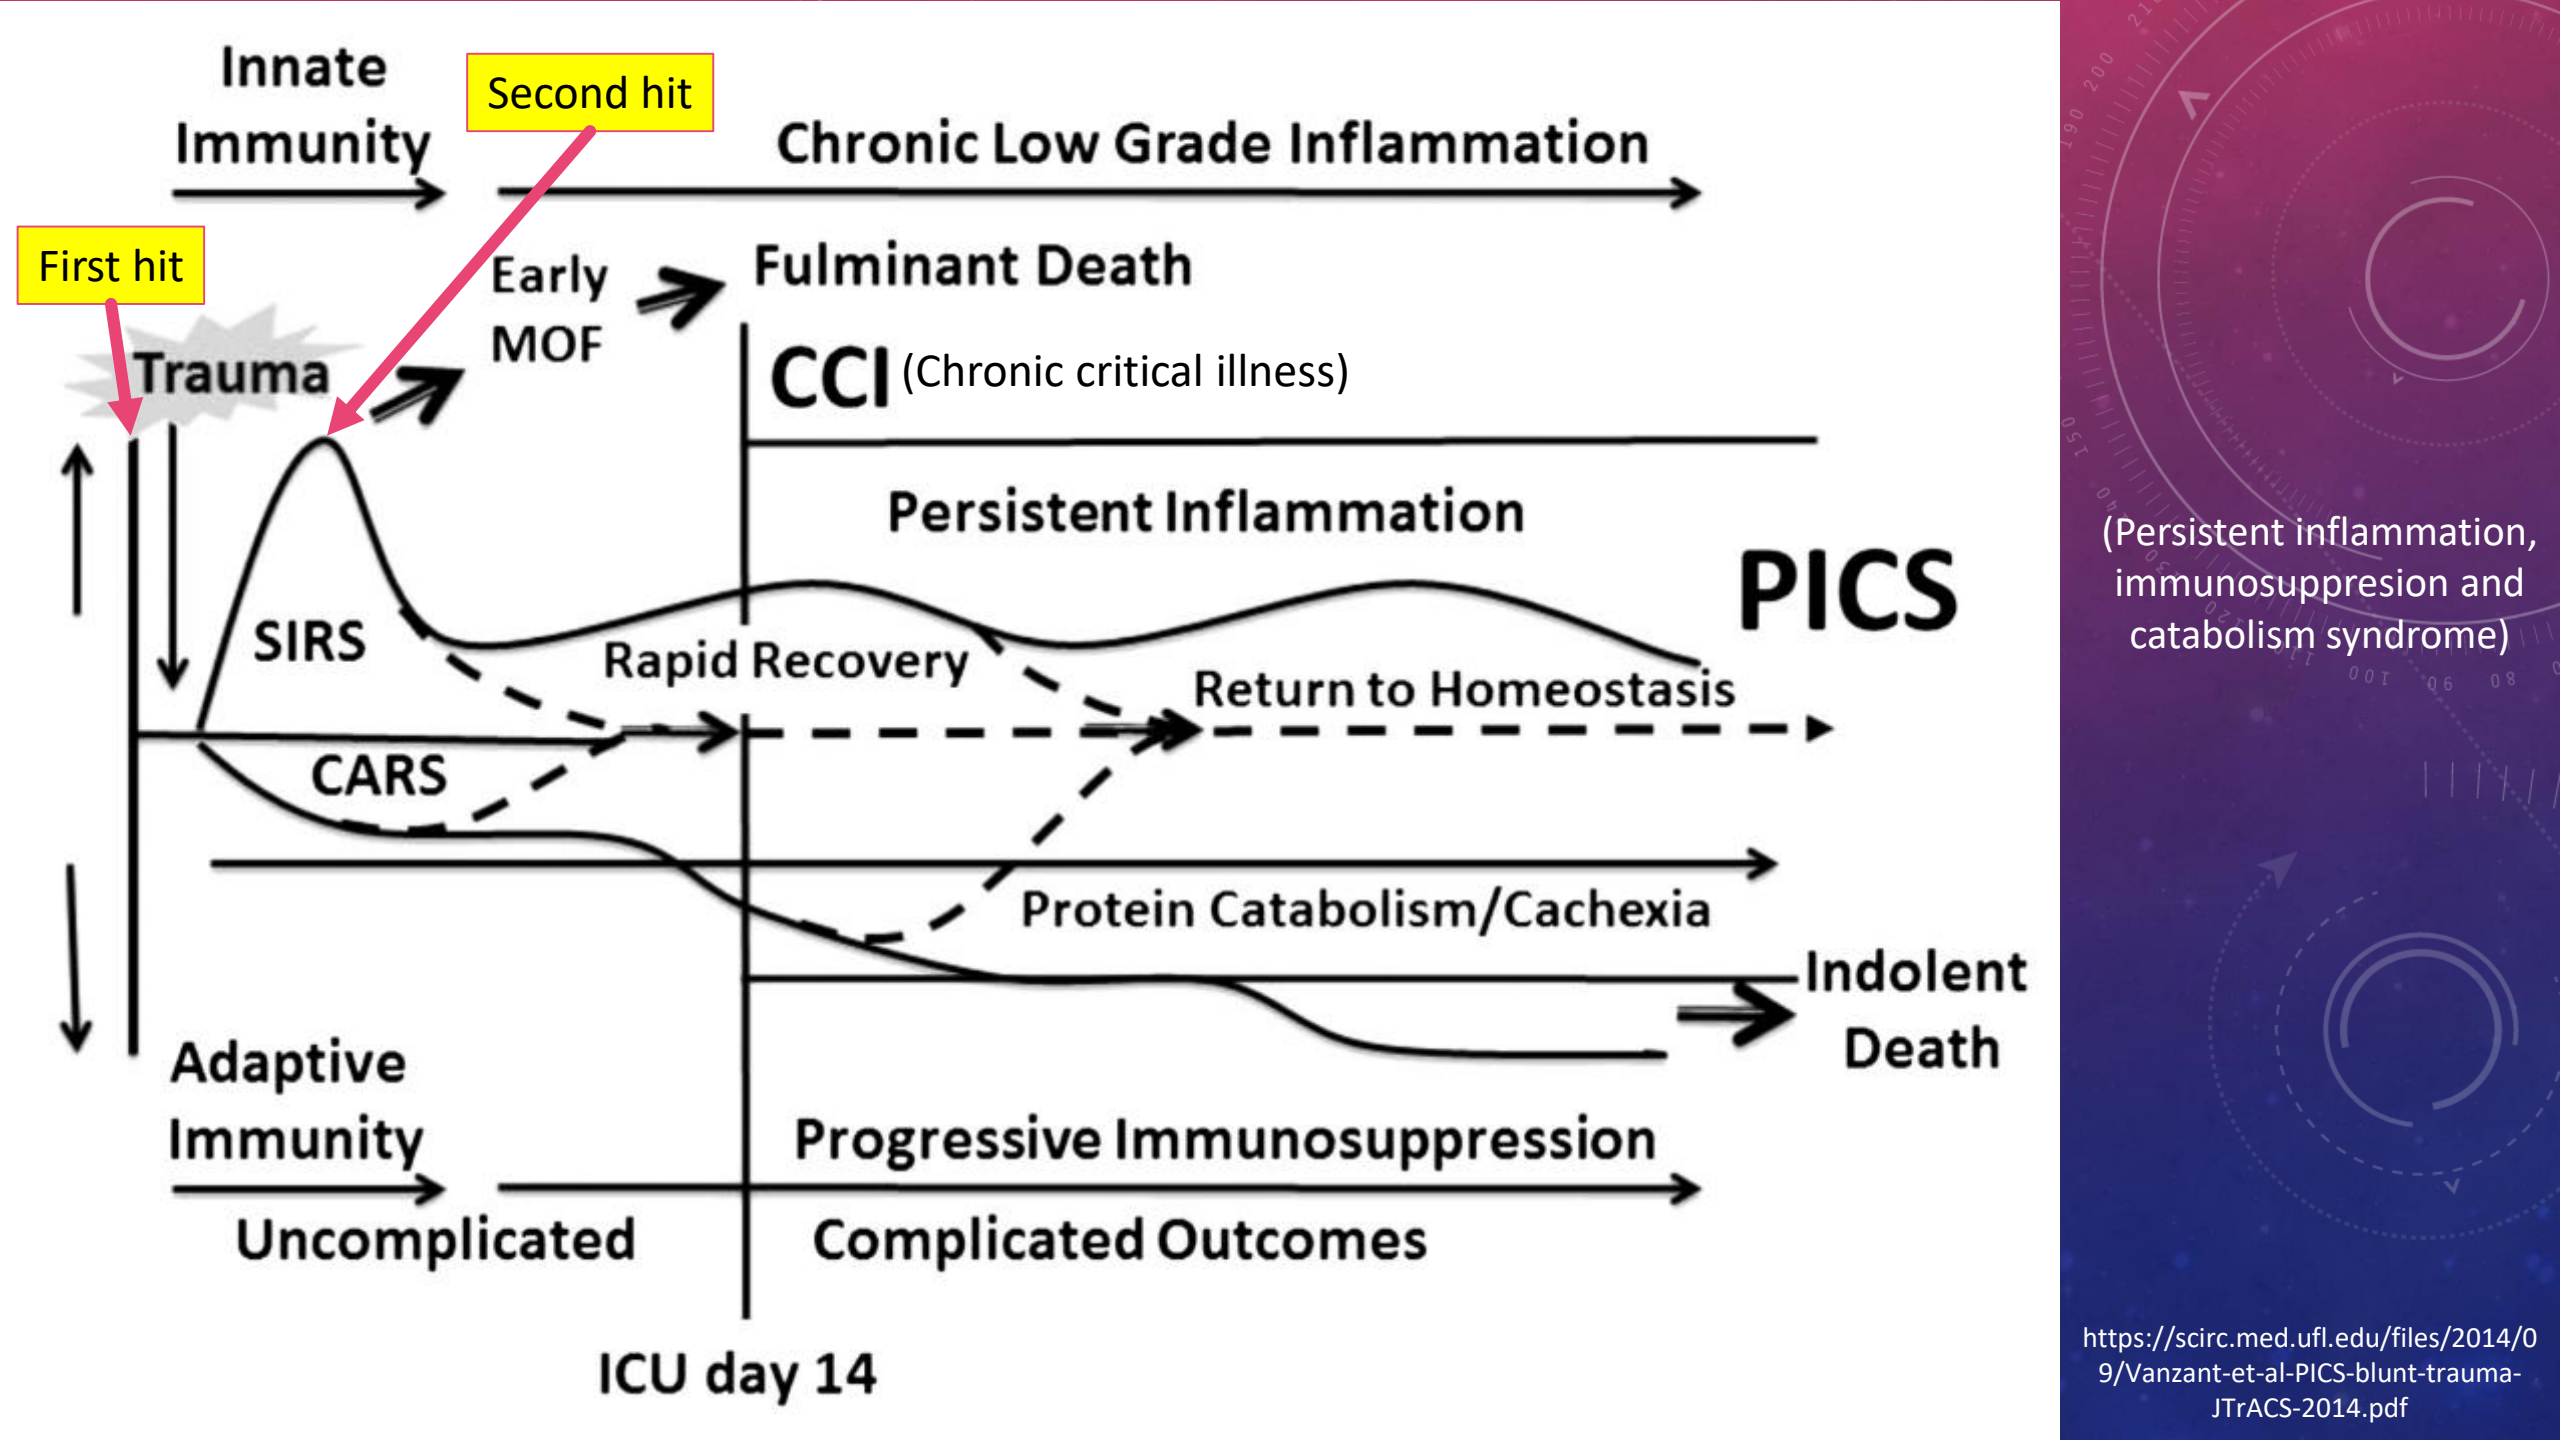 Innate
Immunity
Second hit
Chronic Low Grade Inflammation
First hit
Trauma
Early
MOF
Fulminant Death
CCI (Chronic critical illness)
Persistent Inflammation
PICS
(Persistent inflammation,
immunosuppresion and
catabolism syndrome)
SIRS
Rapid Recovery
Return to Homeostasis
CARS
Protein Catabolism/Cachexia
Indolent
Death
Adaptive
Immunity
Progressive Immunosuppression
Uncomplicated
Complicated Outcomes
ICU day 14
https://scirc.med.ufl.edu/files/2014/0
9/Vanzant-et-al-PICS-blunt-trauma-
JTrACS-2014.pdf